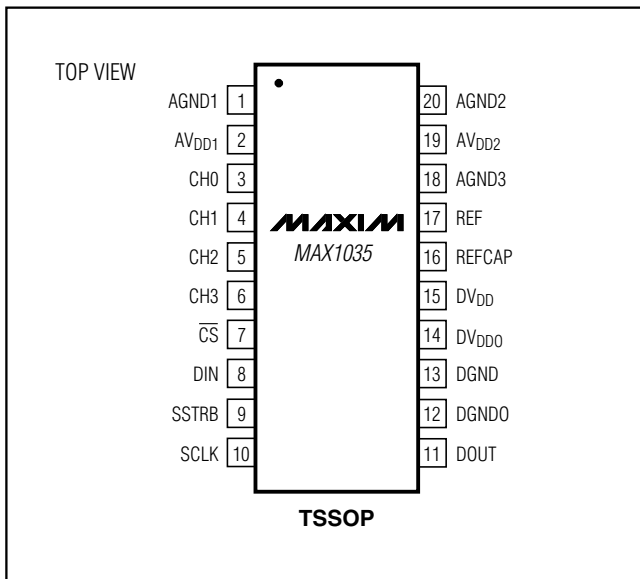 TOP VIEW
AGND1 1
AVDD1 2
CH0 3
CH1 4
CH2 5
CH3 6
CS 7
DIN 8
SSTRB 9
SCLK 10
MAXIM
MAX1035
20 AGND2
19 AVDD2
18 AGND3
17 REF
16 REFCAP
15 DVDD
14 DVDDO
13 DGND
12 DGNDO
11 DOUT
TSSOP